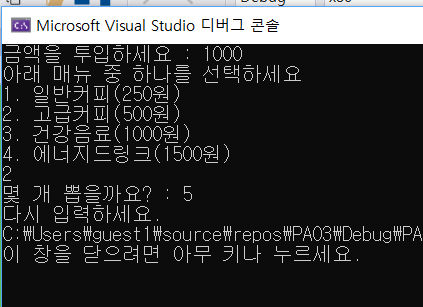 Debug
Microsoft Visual Studio 디버그 콘솔
금액을 투입하세요 : 1000
아래 매뉴 중 하나를 선택하세요
1. 일반커피(250원)
2. 고급커피(500원)
3. 건강음료(1000원)
4. 에너지드링크(1500원)
2
몇 개 뽑을까요? : 5
다시 입력하세요.
C:\Users\guest1\source\repos\PA03\Debug\PA
이 창을 닫으려면 아무 키나 누르세요.